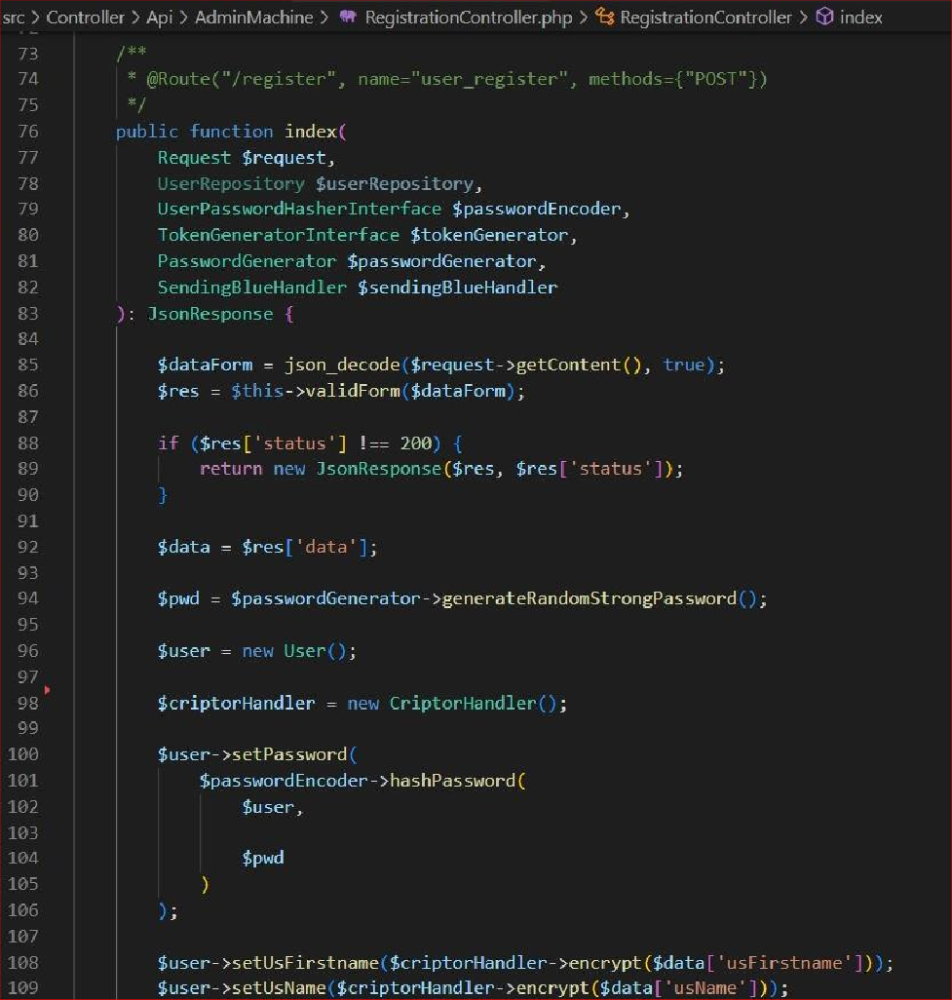 src > Controller > Api > AdminMachine > RegistrationController.php > RegistrationController > index
73 /**
74 * @Route("/register", name="user_register", methods={"POST"})
75 */
76 public function index(
77 Request $request,
78 UserRepository $userRepository,
79 UserPasswordHasherInterface $passwordEncoder,
80 TokenGeneratorInterface $tokenGenerator,
81 PasswordGenerator $passwordGenerator,
82 SendingBlueHandler $sendingBlueHandler
83 ): JsonResponse {
84
85 $dataForm = json_decode($request->getContent(), true);
86 $res = $this->validForm($dataForm);
87
88 if ($res['status'] !== 200) {
89 return new JsonResponse($res, $res['status']);
90 }
91
92 $data = $res['data'];
93
94 $pwd = $passwordGenerator->generateRandomStrongPassword();
95
96 $user = new User();
97
98 $criptorHandler = new CriptorHandler();
99
100 $user->setPassword(
101 $passwordEncoder->hashPassword(
102 $user,
103
104 $pwd
105 )
106 );
107
108 $user->setUsFirstname($criptorHandler->encrypt($data['usFirstname']));
109 $user->setUsName($criptorHandler->encrypt($data['usName']));